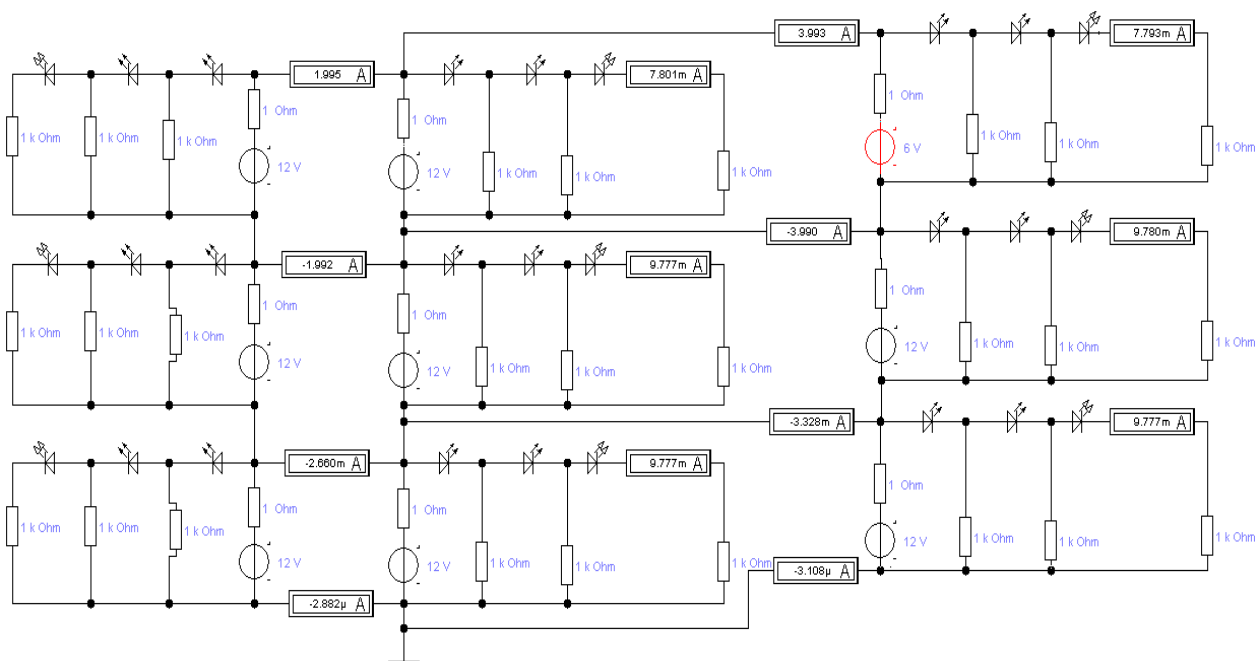 3.993 A
7.793m A
1.995 A
7.801m A
1 Ohm
1 Ohm
1 Ohm
1 k Ohm
1 k Ohm
1 k Ohm
12 V
12 V
1 k Ohm
1 k Ohm
1 k Ohm
6 V
1 k Ohm
1 k Ohm
1 k Ohm
-3.990 A
9.780m A
-1.992 A
9.777m A
1 Ohm
1 Ohm
1 Ohm
1 k Ohm
1 k Ohm
1 k Ohm
12 V
12 V
1 k Ohm
1 k Ohm
1 k Ohm
12 V
1 k Ohm
1 k Ohm
1 k Ohm
-3.328m A
9.777m A
-2.660m A
9.777m A
1 Ohm
1 Ohm
1 Ohm
1 k Ohm
1 k Ohm
1 k Ohm
12 V
12 V
1 k Ohm
1 k Ohm
1 k Ohm
12 V
1 k Ohm
1 k Ohm
1 k Ohm
-3.108µ A
-2.882µ A